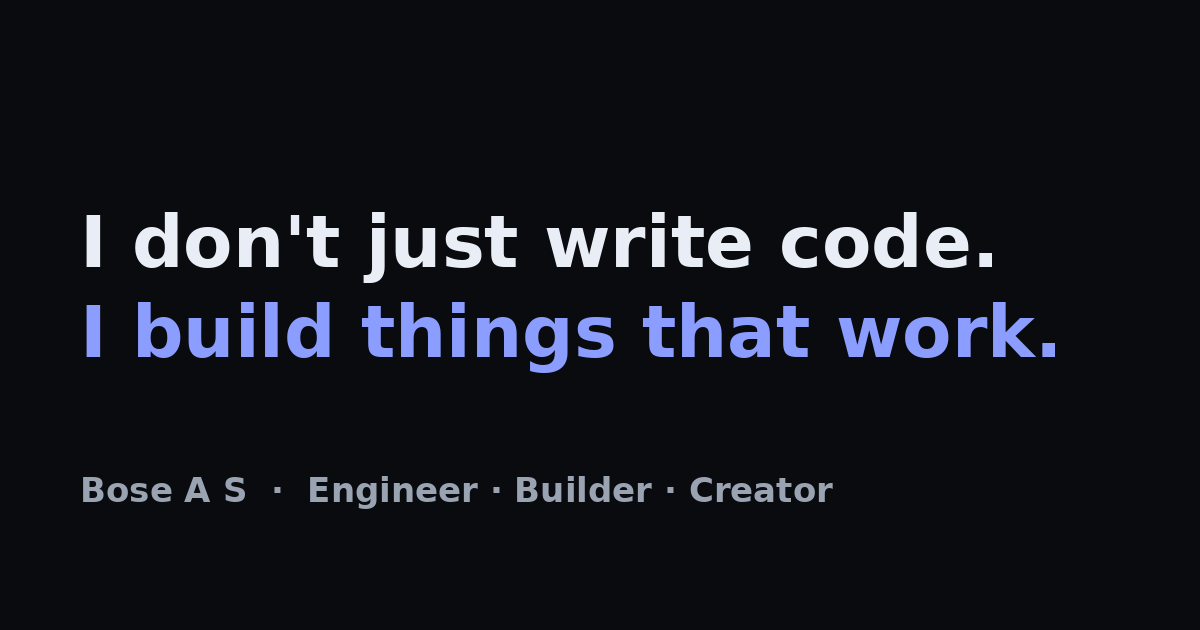 I don't just write code.
I build things that work.
Bose A S · Engineer · Builder · Creator